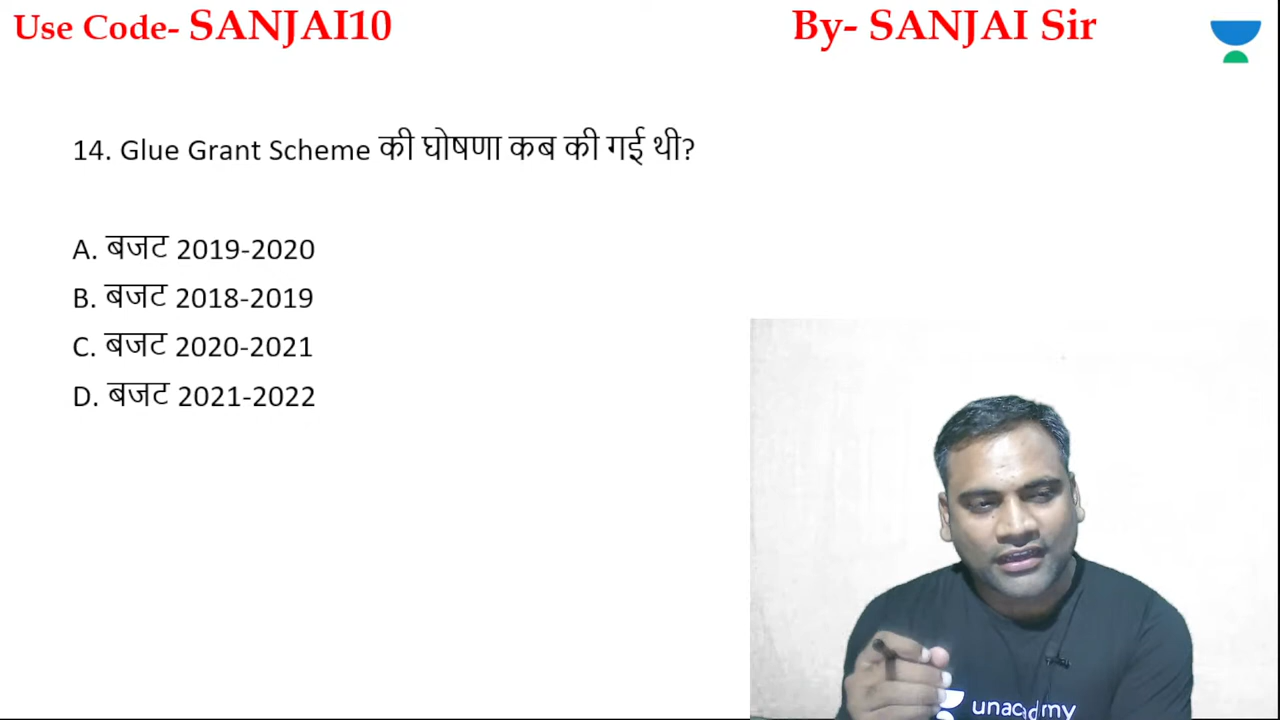 Use Code- SANJAI10
By- SANJAI Sir
14. Glue Grant Scheme की घोषणा कब की गई थी?
A. बजट 2019-2020
B. बजट 2018-2019
C. बजट 2020-2021
D. बजट 2021-2022
unacademy